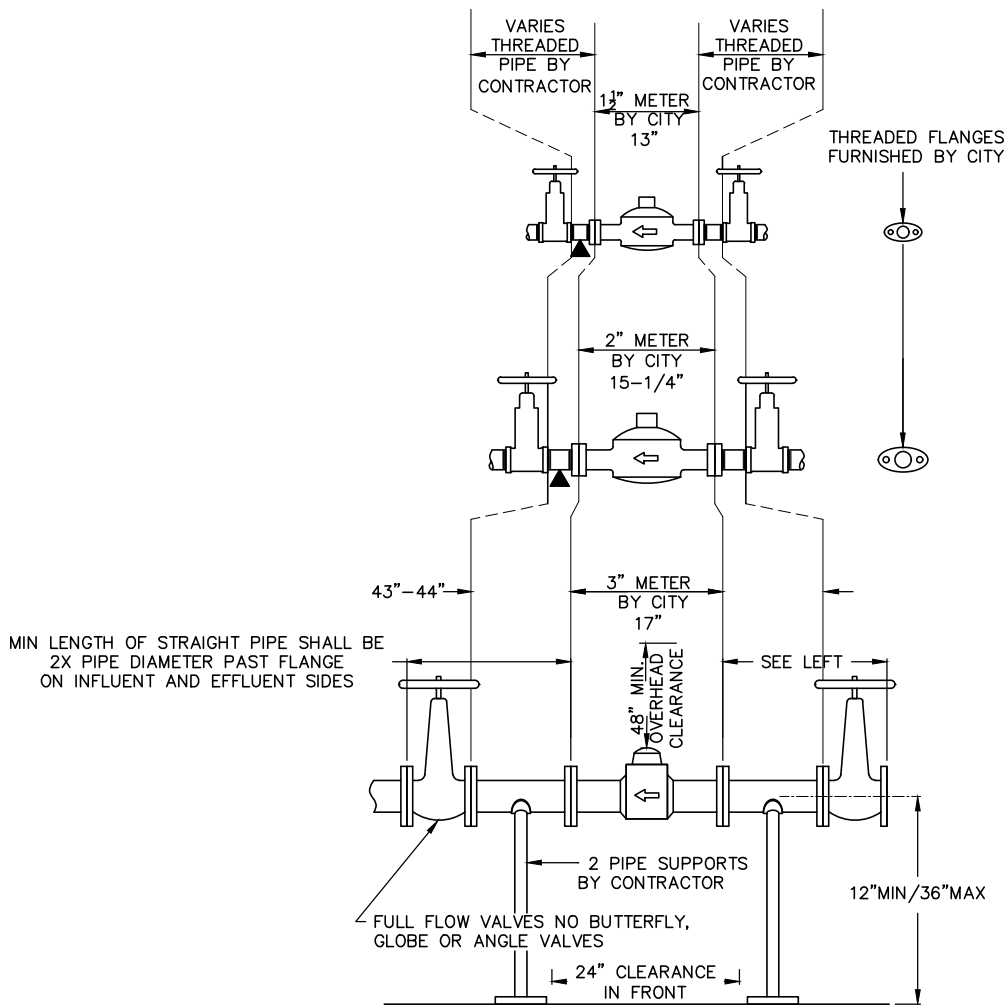 VARIES
THREADED
PIPE BY
CONTRACTOR
VARIES
THREADED
PIPE BY
CONTRACTOR
1½” METER
BY CITY
13”
THREADED FLANGES
FURNISHED BY CITY
2” METER
BY CITY
15-1/4”
43”-44”
3” METER
BY CITY
17”
MIN LENGTH OF STRAIGHT PIPE SHALL BE
2X PIPE DIAMETER PAST FLANGE
ON INFLUENT AND EFFLUENT SIDES
SEE LEFT
48” MIN.
OVERHEAD
CLEARANCE
2 PIPE SUPPORTS
BY CONTRACTOR
12”MIN/36”MAX
FULL FLOW VALVES NO BUTTERFLY,
GLOBE OR ANGLE VALVES
24” CLEARANCE
IN FRONT